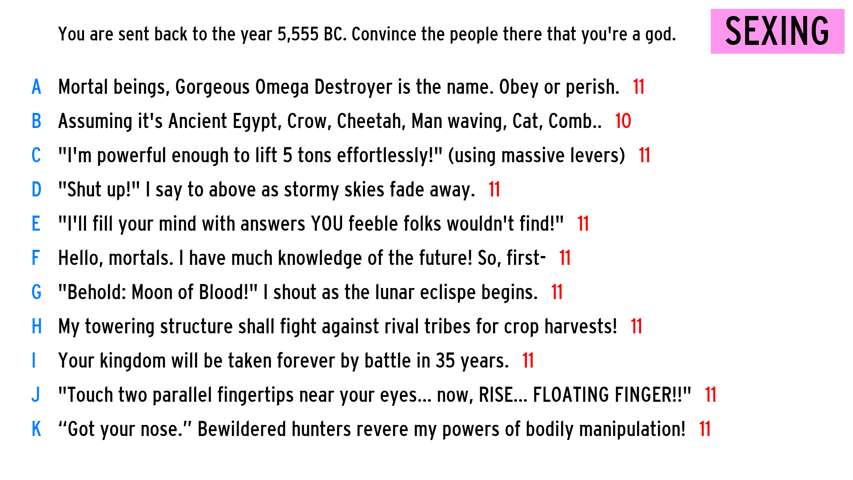 You are sent back to the year 5,555 BC. Convince the people there that you're a god. SEXING
A Mortal beings, Gorgeous Omega Destroyer is the name. Obey or perish. 11
B Assuming it's Ancient Egypt, Crow, Cheetah, Man waving, Cat, Comb.. 10
C "I'm powerful enough to lift 5 tons effortlessly!" (using massive levers) 11
D "Shut up!" I say to above as stormy skies fade away. 11
E "I'll fill your mind with answers YOU feeble folks wouldn't find!" 11
F Hello, mortals. I have much knowledge of the future! So, first- 11
G "Behold: Moon of Blood!" I shout as the lunar eclispe begins. 11
H My towering structure shall fight against rival tribes for crop harvests! 11
I Your kingdom will be taken forever by battle in 35 years. 11
J "Touch two parallel fingertips near your eyes... now, RISE... FLOATING FINGER!!" 11
K “Got your nose.” Bewildered hunters revere my powers of bodily manipulation! 11